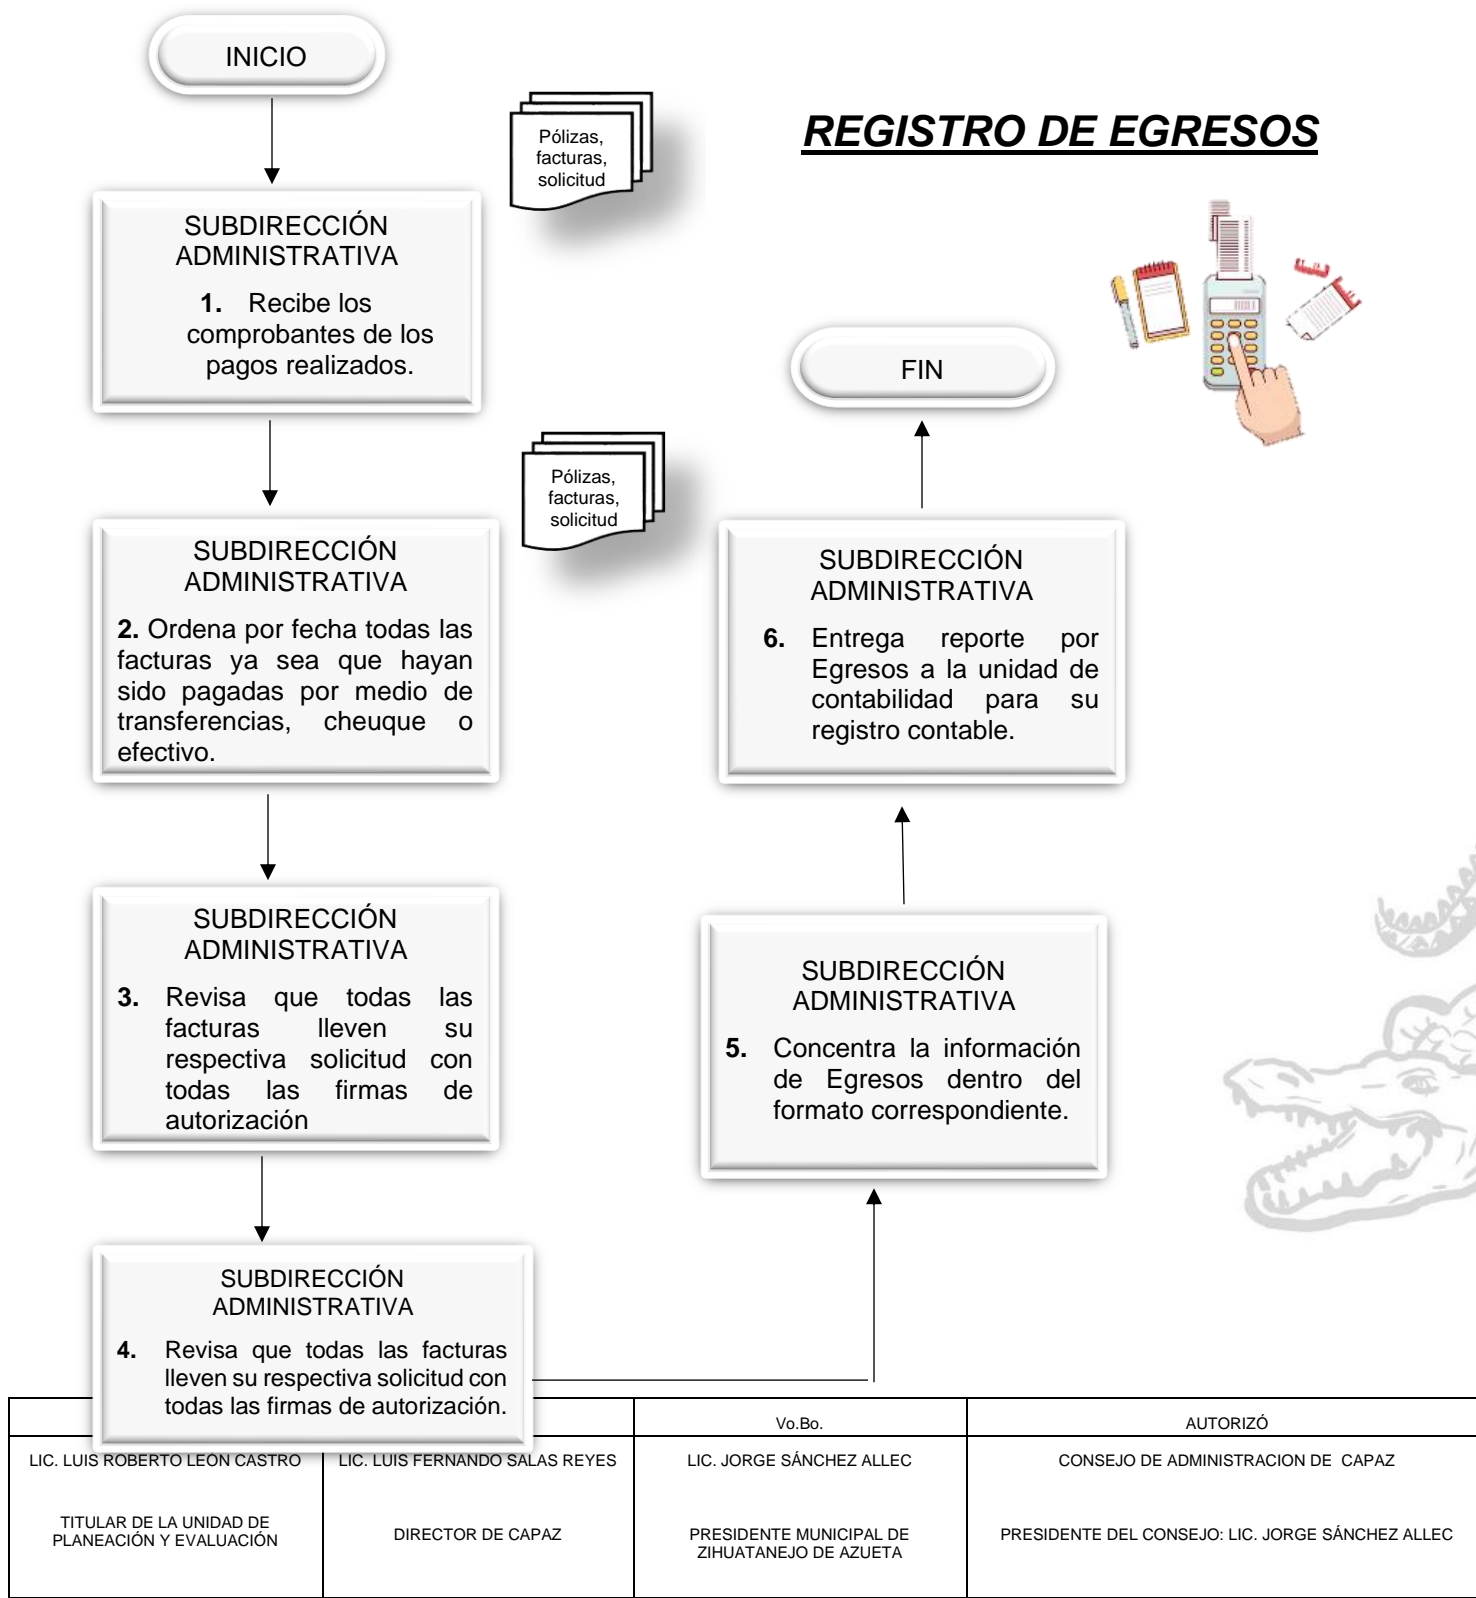 INICIO
Pólizas,
facturas,
solicitud
REGISTRO DE EGRESOS
SUBDIRECCIÓN
ADMINISTRATIVA
1. Recibe los
comprobantes de los
pagos realizados.
Pólizas,
facturas,
solicitud
SUBDIRECCIÓN
ADMINISTRATIVA
2. Ordena por fecha todas las
facturas ya sea que hayan
sido pagadas por medio de
transferencias, cheuque o
efectivo.
SUBDIRECCIÓN
ADMINISTRATIVA
3. Revisa que todas las
facturas lleven su
respectiva solicitud con
todas las firmas de
autorización
SUBDIRECCIÓN
ADMINISTRATIVA
4. Revisa que todas las facturas
lleven su respectiva solicitud con
todas las firmas de autorización.
SUBDIRECCIÓN
ADMINISTRATIVA
5. Concentra la información
de Egresos dentro del
formato correspondiente.
SUBDIRECCIÓN
ADMINISTRATIVA
6. Entrega reporte por
Egresos a la unidad de
contabilidad para su
registro contable.
FIN
Vo.Bo.
AUTORIZÓ
LIC. LUIS ROBERTO LEÓN CASTRO
LIC. LUIS FERNANDO SALAS REYES
LIC. JORGE SÁNCHEZ ALLEC
CONSEJO DE ADMINISTRACION DE CAPAZ
TITULAR DE LA UNIDAD DE
PLANEACIÓN Y EVALUACIÓN
DIRECTOR DE CAPAZ
PRESIDENTE MUNICIPAL DE
ZIHUATANEJO DE AZUETA
PRESIDENTE DEL CONSEJO: LIC. JORGE SÁNCHEZ ALLEC